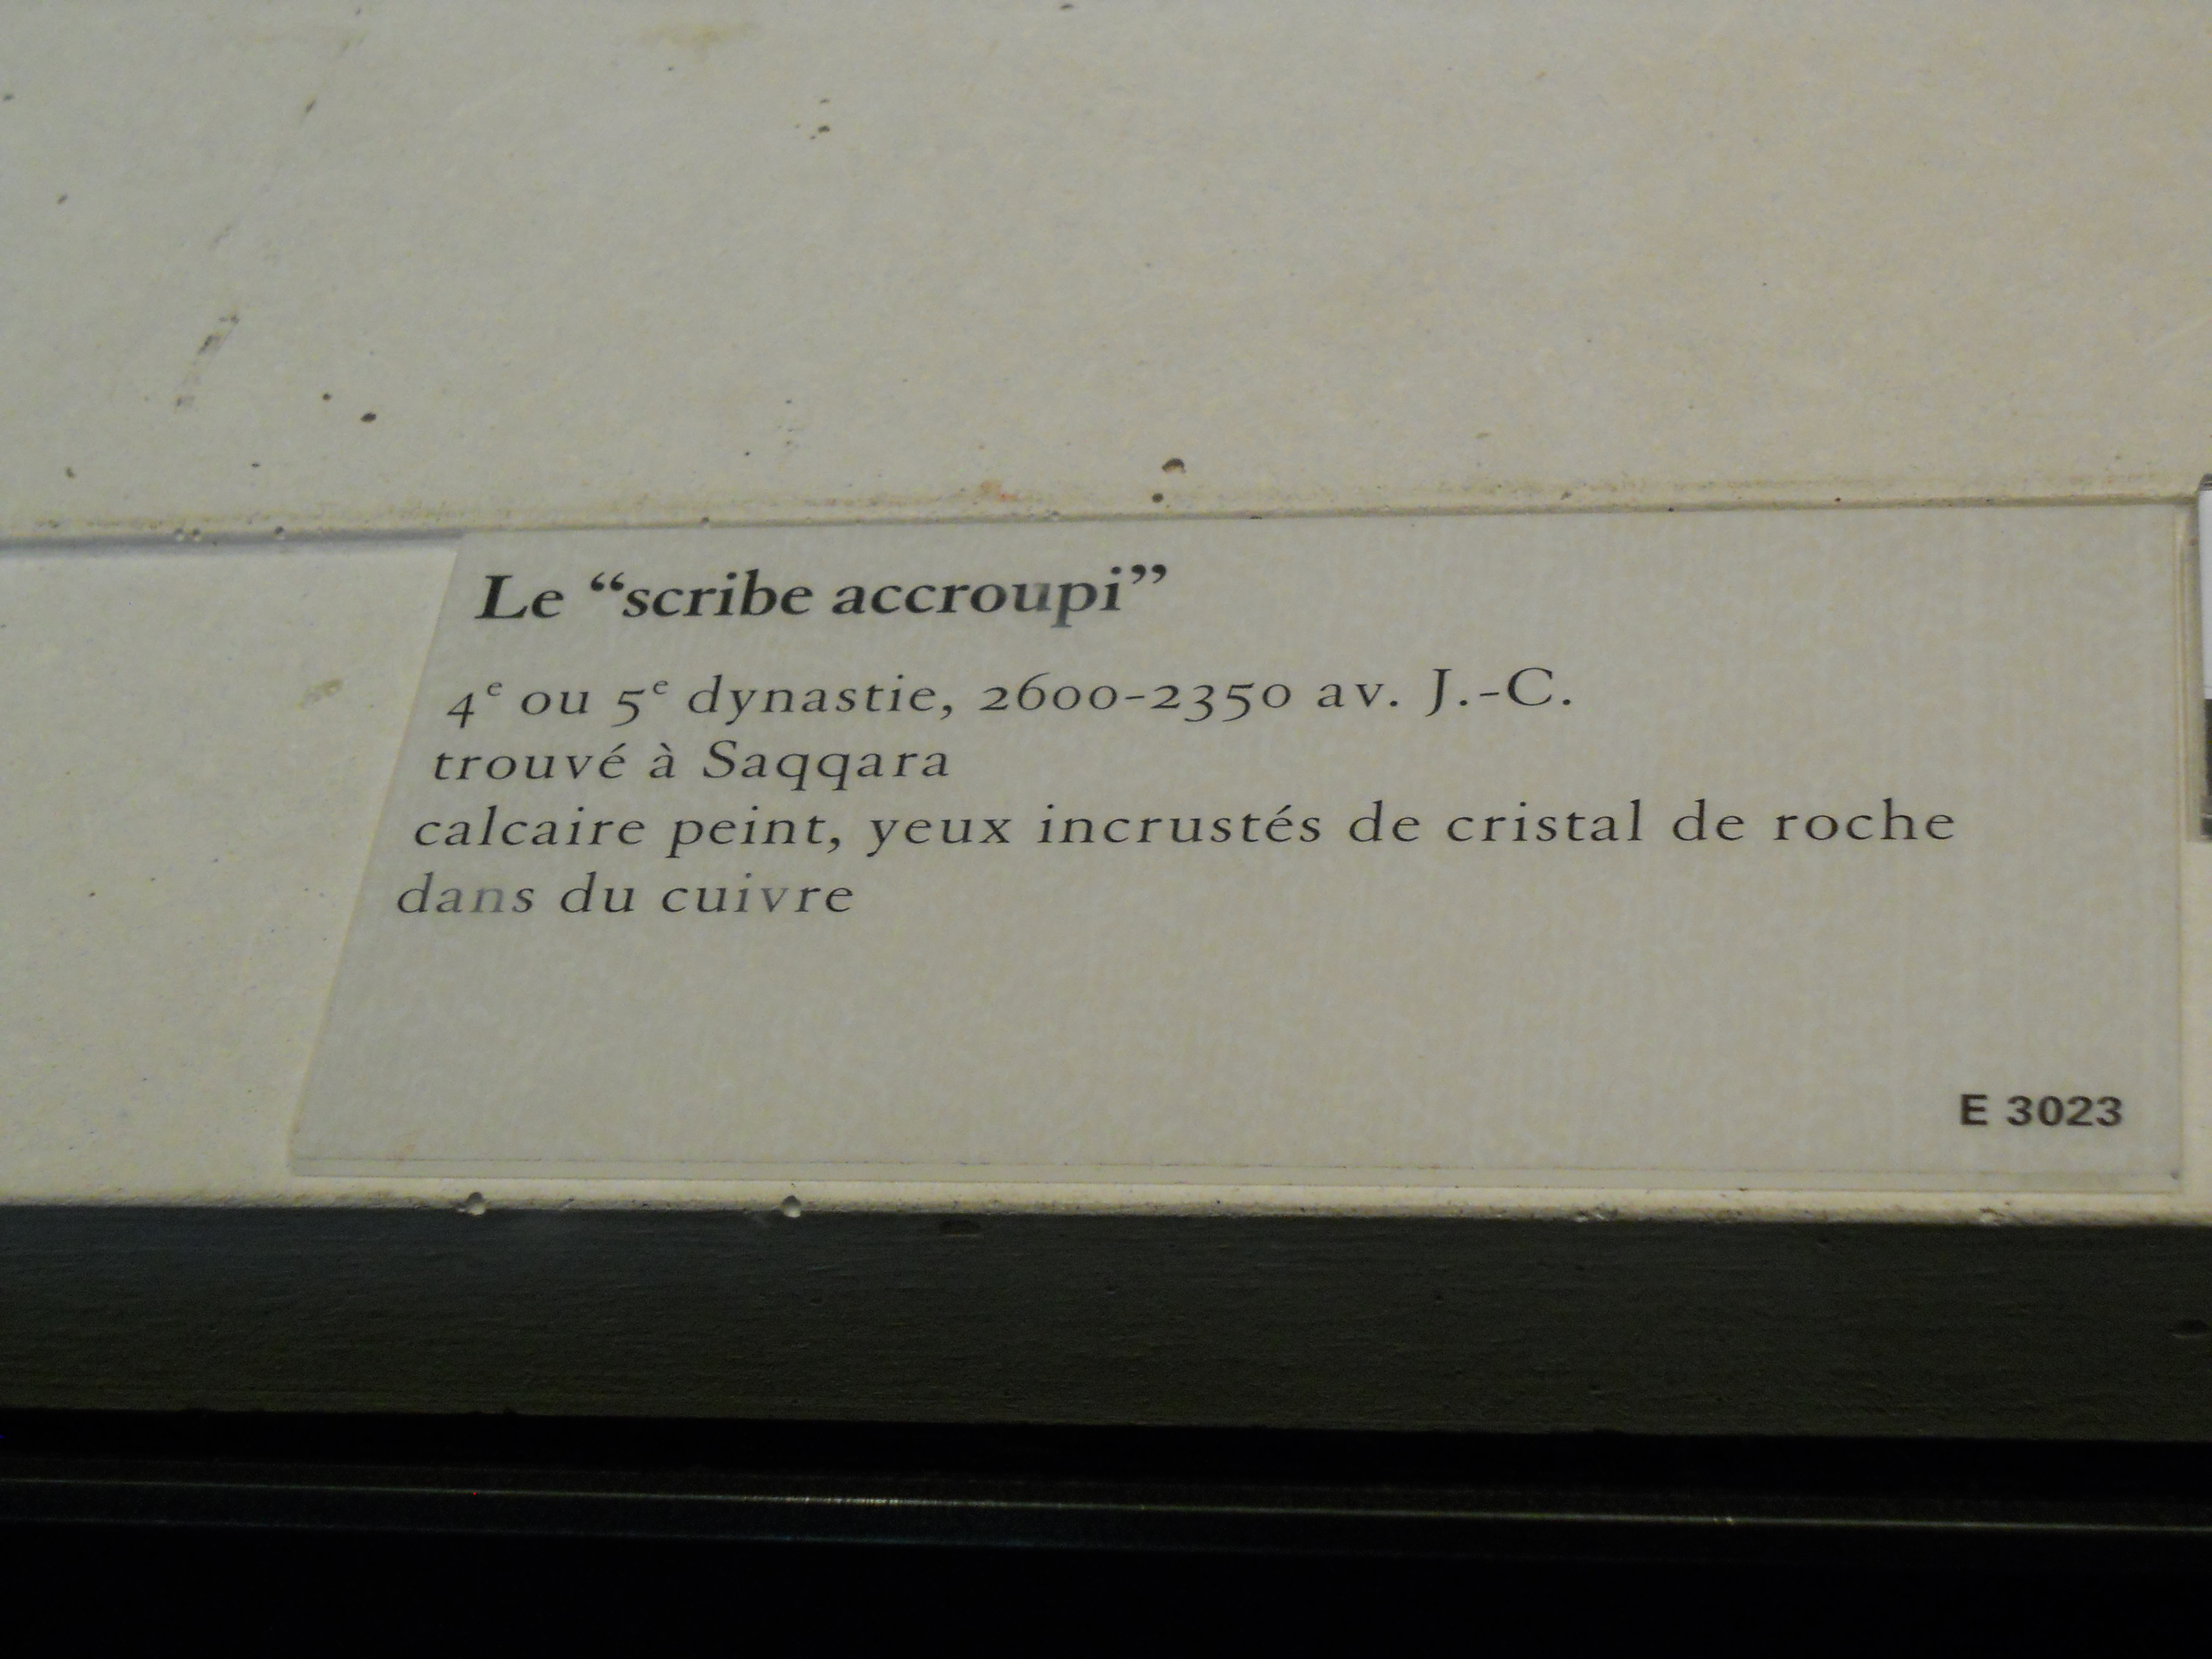 Le “scribe accroupi”
4e ou 5e dynastie, 2600-2350 av. J.-C.
trouvé à Saqqara
calcaire peint, yeux incrustés de cristal de roche
dans du cuivre
E 3023